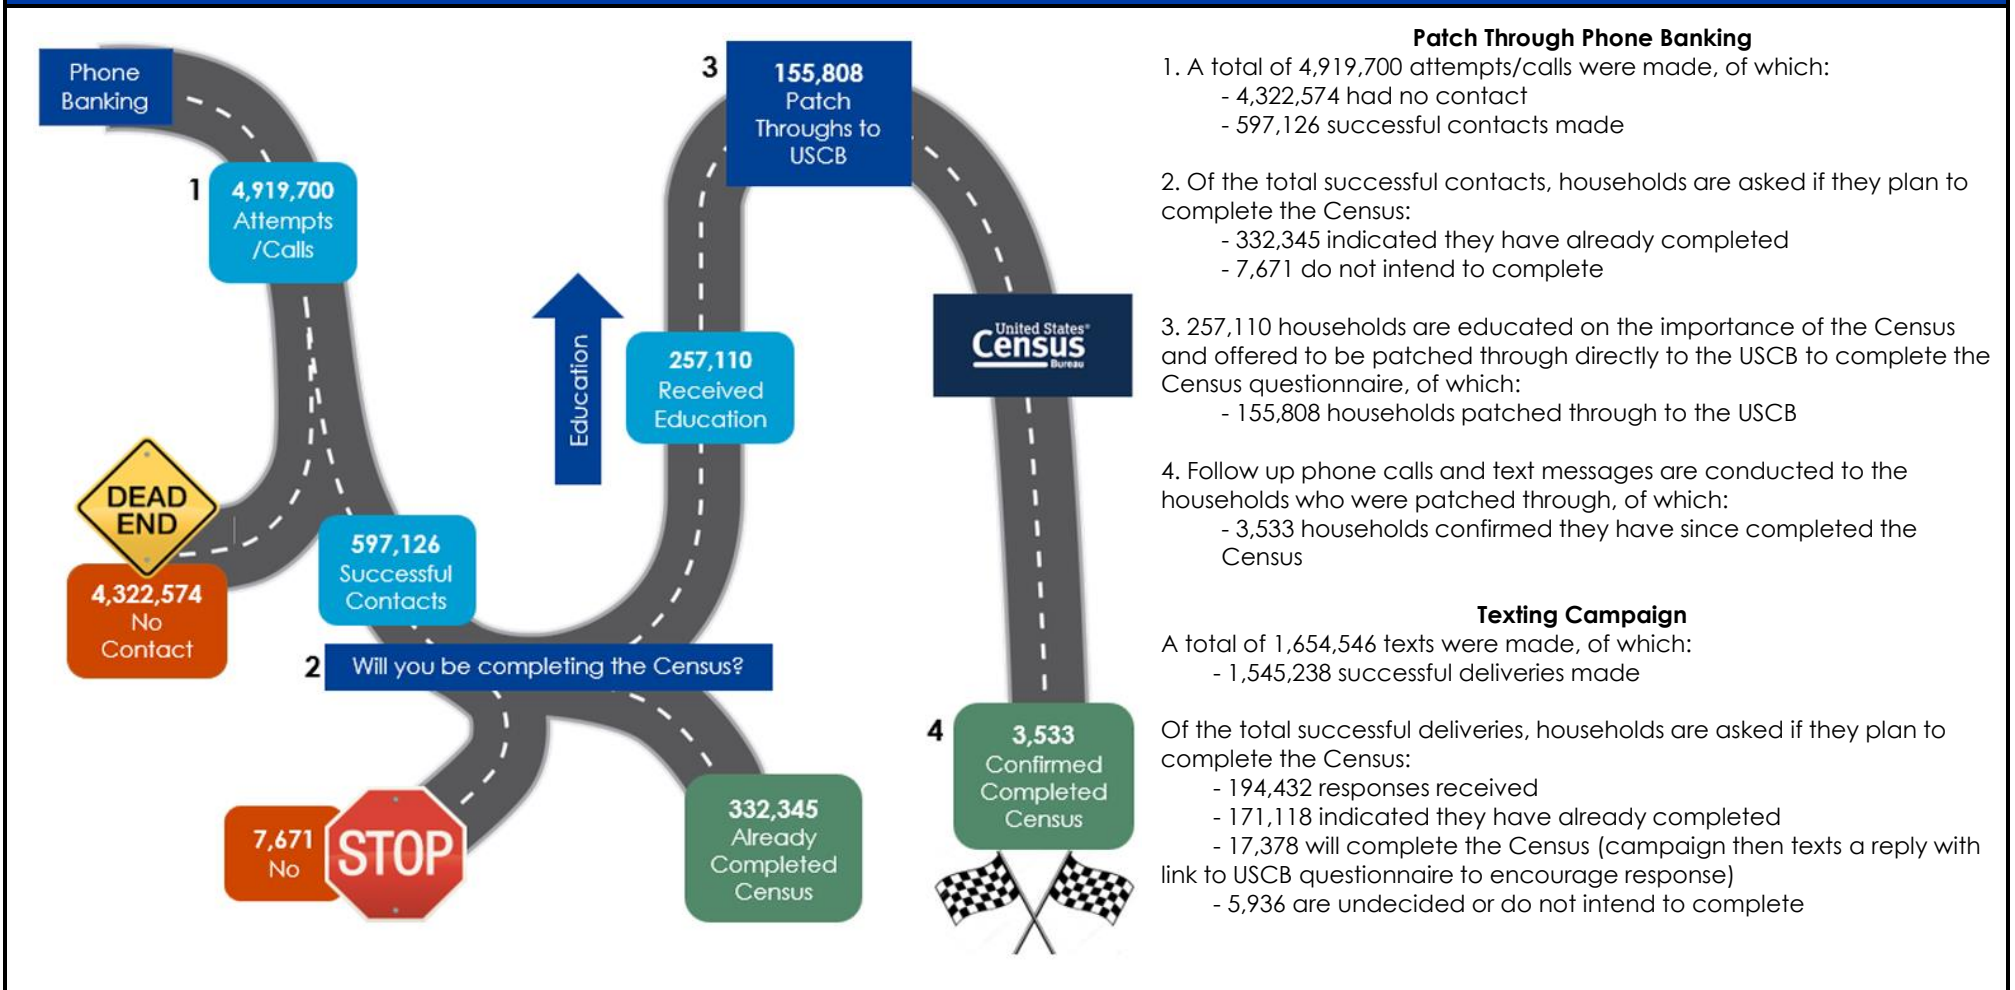 Phone
Banking
1
4,919,700
Attempts
/Calls
DEAD
END
4,322,574
No
Contact
597,126
Successful
Contacts
2
Will you be completing the Census?
7,671
No
STOP
332,345
Already
Completed
Census
Education
257,110
Received
Education
3
155,808
Patch
Throughs to
USCB
United States®
Census
Bureau
4
3,533
Confirmed
Completed
Census
Patch Through Phone Banking
1. A total of 4,919,700 attempts/calls were made, of which:
- 4,322,574 had no contact
- 597,126 successful contacts made
2. Of the total successful contacts, households are asked if they plan to
complete the Census:
- 332,345 indicated they have already completed
- 7,671 do not intend to complete
3. 257,110 households are educated on the importance of the Census
and offered to be patched through directly to the USCB to complete the
Census questionnaire, of which:
- 155,808 households patched through to the USCB
4. Follow up phone calls and text messages are conducted to the
households who were patched through, of which:
- 3,533 households confirmed they have since completed the
Census
Texting Campaign
A total of 1,654,546 texts were made, of which:
- 1,545,238 successful deliveries made
Of the total successful deliveries, households are asked if they plan to
complete the Census:
- 194,432 responses received
- 171,118 indicated they have already completed
- 17,378 will complete the Census (campaign then texts a reply with
link to USCB questionnaire to encourage response)
- 5,936 are undecided or do not intend to complete